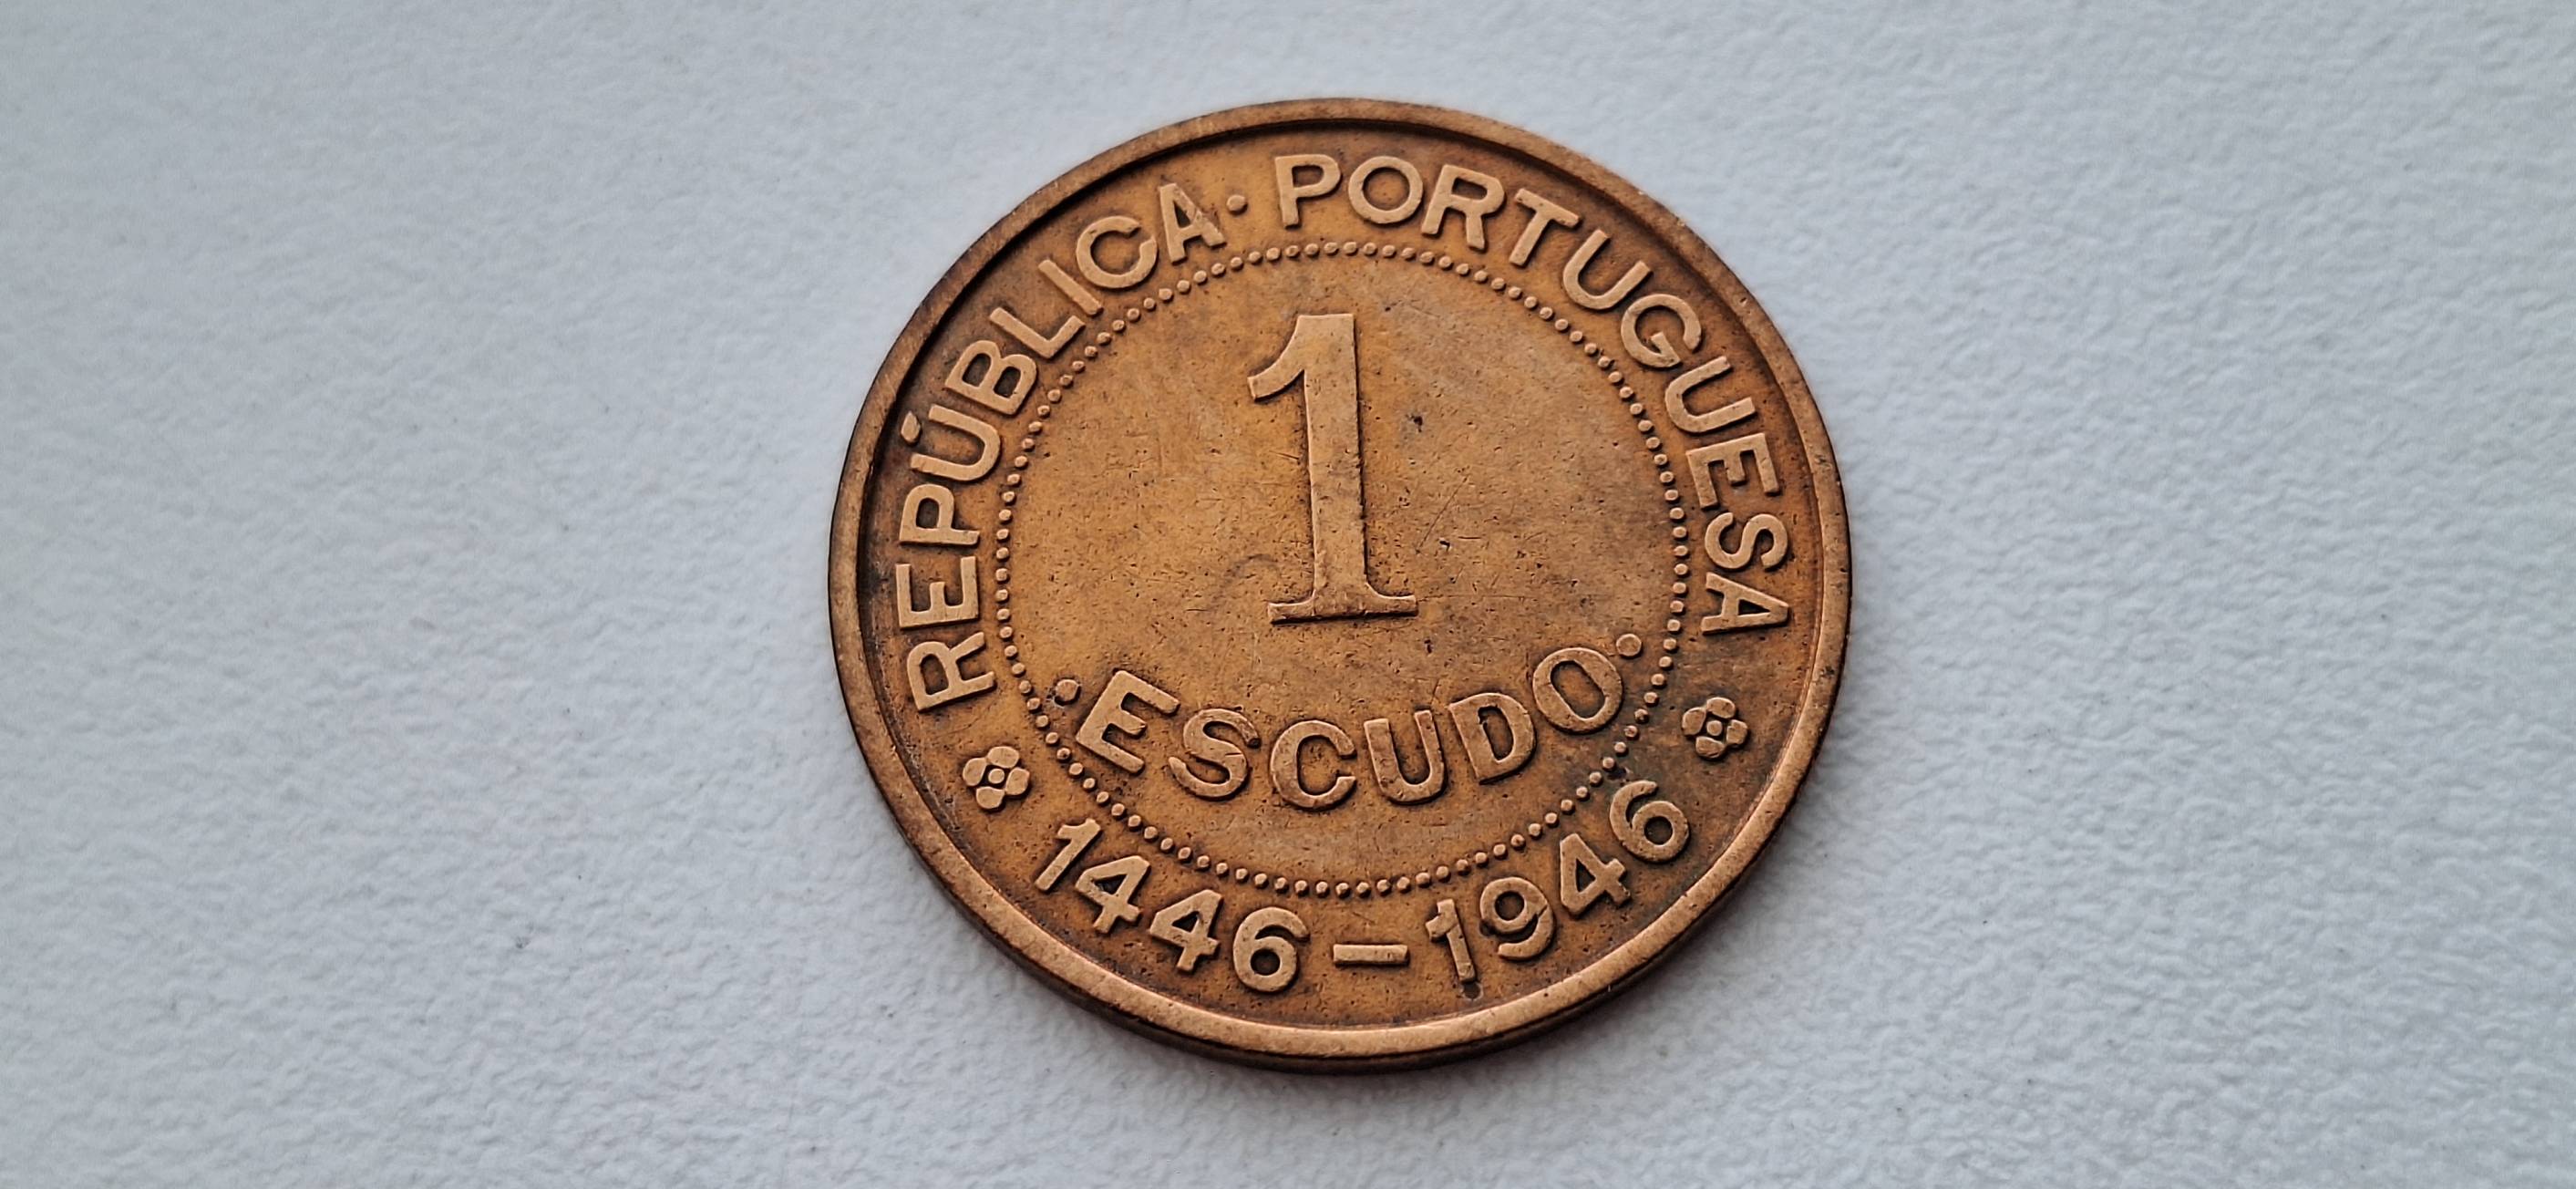 REPÚBLICA · PORTUGUESA
1
· ESCUDO ·
1446 – 1946